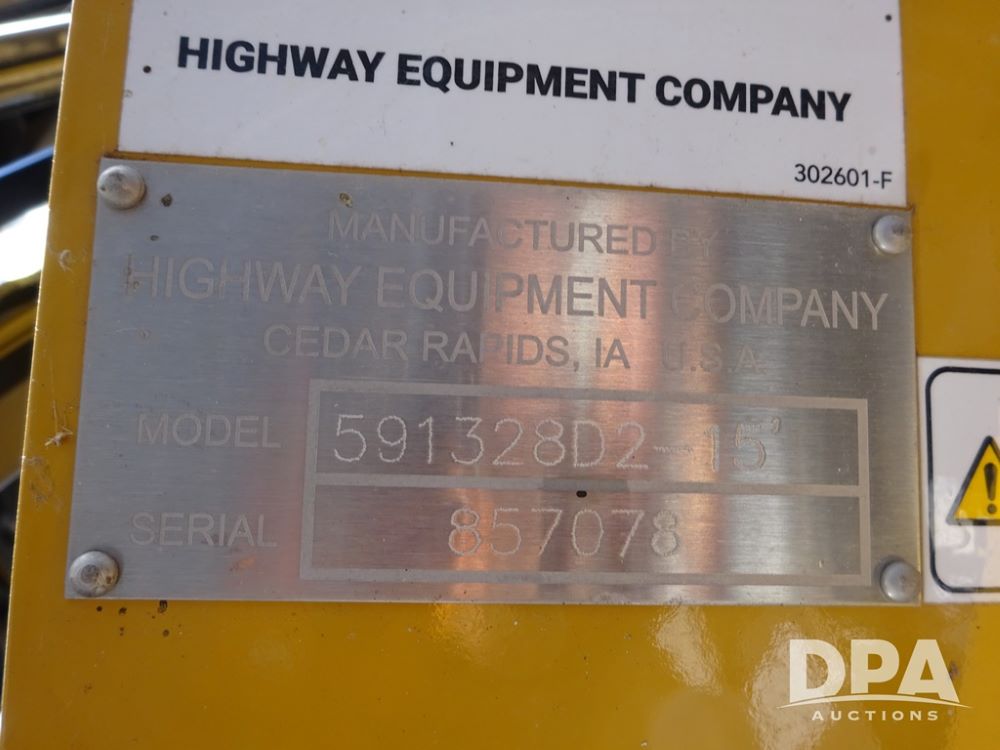 HIGHWAY EQUIPMENT COMPANY
302601-F
MANUFACTURED BY
HIGHWAY EQUIPMENT COMPANY
CEDAR RAPIDS, IA U.S.A.
MODEL 591328D2-15'
SERIAL 857078
DPA
AUCTIONS